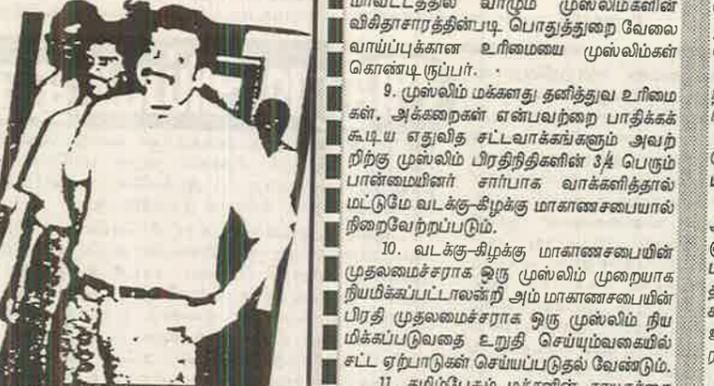 மாவட்டத்தில் வாழும் முஸ்லிம்களின்
விகிதாசாரத்தின்படி பொதுத்துறை வேலை
வாய்ப்புக்கான உரிமையை முஸ்லிம்கள்
கொண்டிருப்பர்.
9. முஸ்லிம் மக்களது தனித்துவ உரிமை
கள், அக்கறைகள் என்பவற்றை பாதிக்கக்
கூடிய எதுவித சட்டவாக்கங்களும் அவற்
றிற்கு முஸ்லிம் பிரதிநிதிகளின் 3/4 பெரும்
பான்மையினர் சார்பாக வாக்களித்தால்
மட்டுமே வடக்கு-கிழக்கு மாகாணசபையால்
நிறைவேற்றப்படும்.
10. வடக்கு-கிழக்கு மாகாணசபையின்
முதலமைச்சராக ஒரு முஸ்லிம் முறையாக
நியமிக்கப்பட்டாலன்றி அம் மாகாணசபையின்
பிரதி முதலமைச்சராக ஒரு முஸ்லிம் நிய
மிக்கப்படுவதை உறுதி செய்யும்வகையில்
சட்ட ஏற்பாடுகள் செய்யப்படுதல் வேண்டும்.
11.